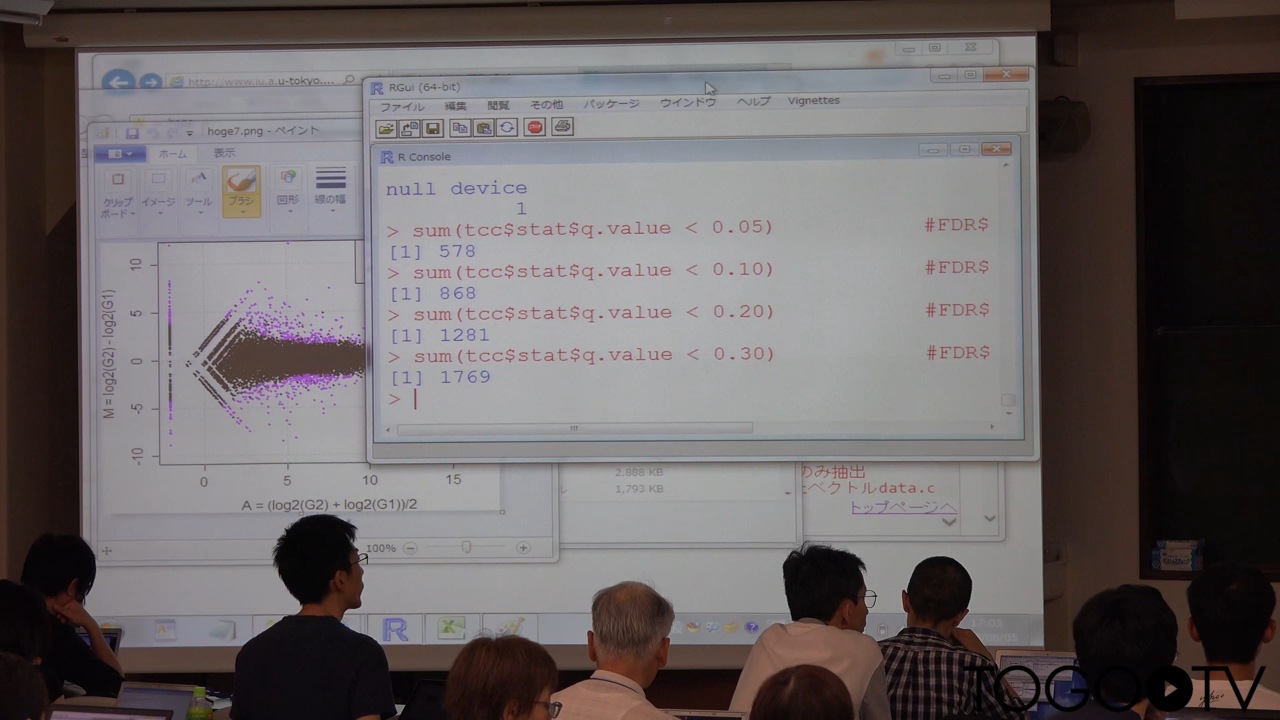 http://www.iu.a.u-tokyo....
RGui (64-bit)
ファイル 編集 閲覧 その他 パッケージ ウインドウ ヘルプ Vignettes
hoge7.png - ペイント
ホーム 表示
クリップボード イメージ ツール ブラシ 図形 線の幅
R Console
null device
1
> sum(tcc$stat$q.value < 0.05) #FDR$
[1] 578
> sum(tcc$stat$q.value < 0.10) #FDR$
[1] 868
> sum(tcc$stat$q.value < 0.20) #FDR$
[1] 1281
> sum(tcc$stat$q.value < 0.30) #FDR$
[1] 1769
>
M = log2(G2) - log2(G1)
10
5
0
-5
-10
0 5 10 15
A = (log2(G2) + log2(G1))/2
100%
2,888 KB
1,793 KB
のみ抽出
ベクトルdata.c
トップページへ
TOGO TV